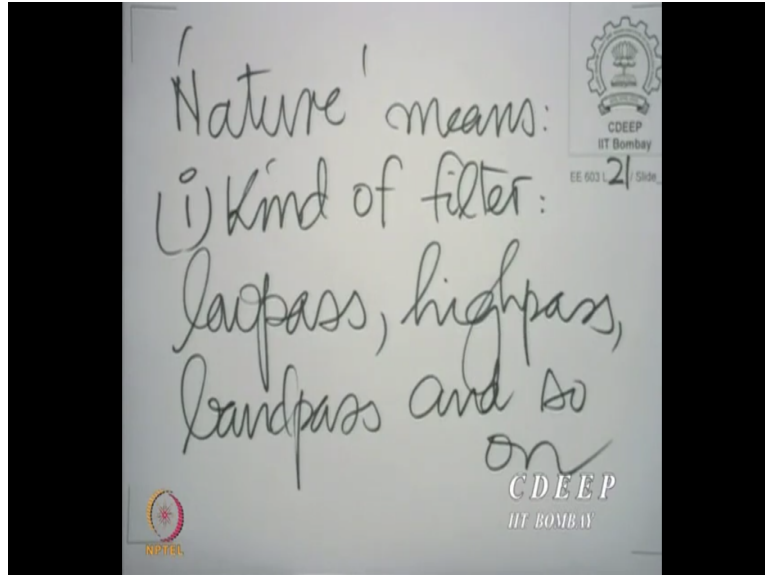 'Nature' means:
(i) Kind of filter:
lowpass, highpass,
bandpass and so
on
CDEEP
IIT Bombay
EE 603 L 21 / Slide
CDEEP
IIT BOMBAY
NPTEL